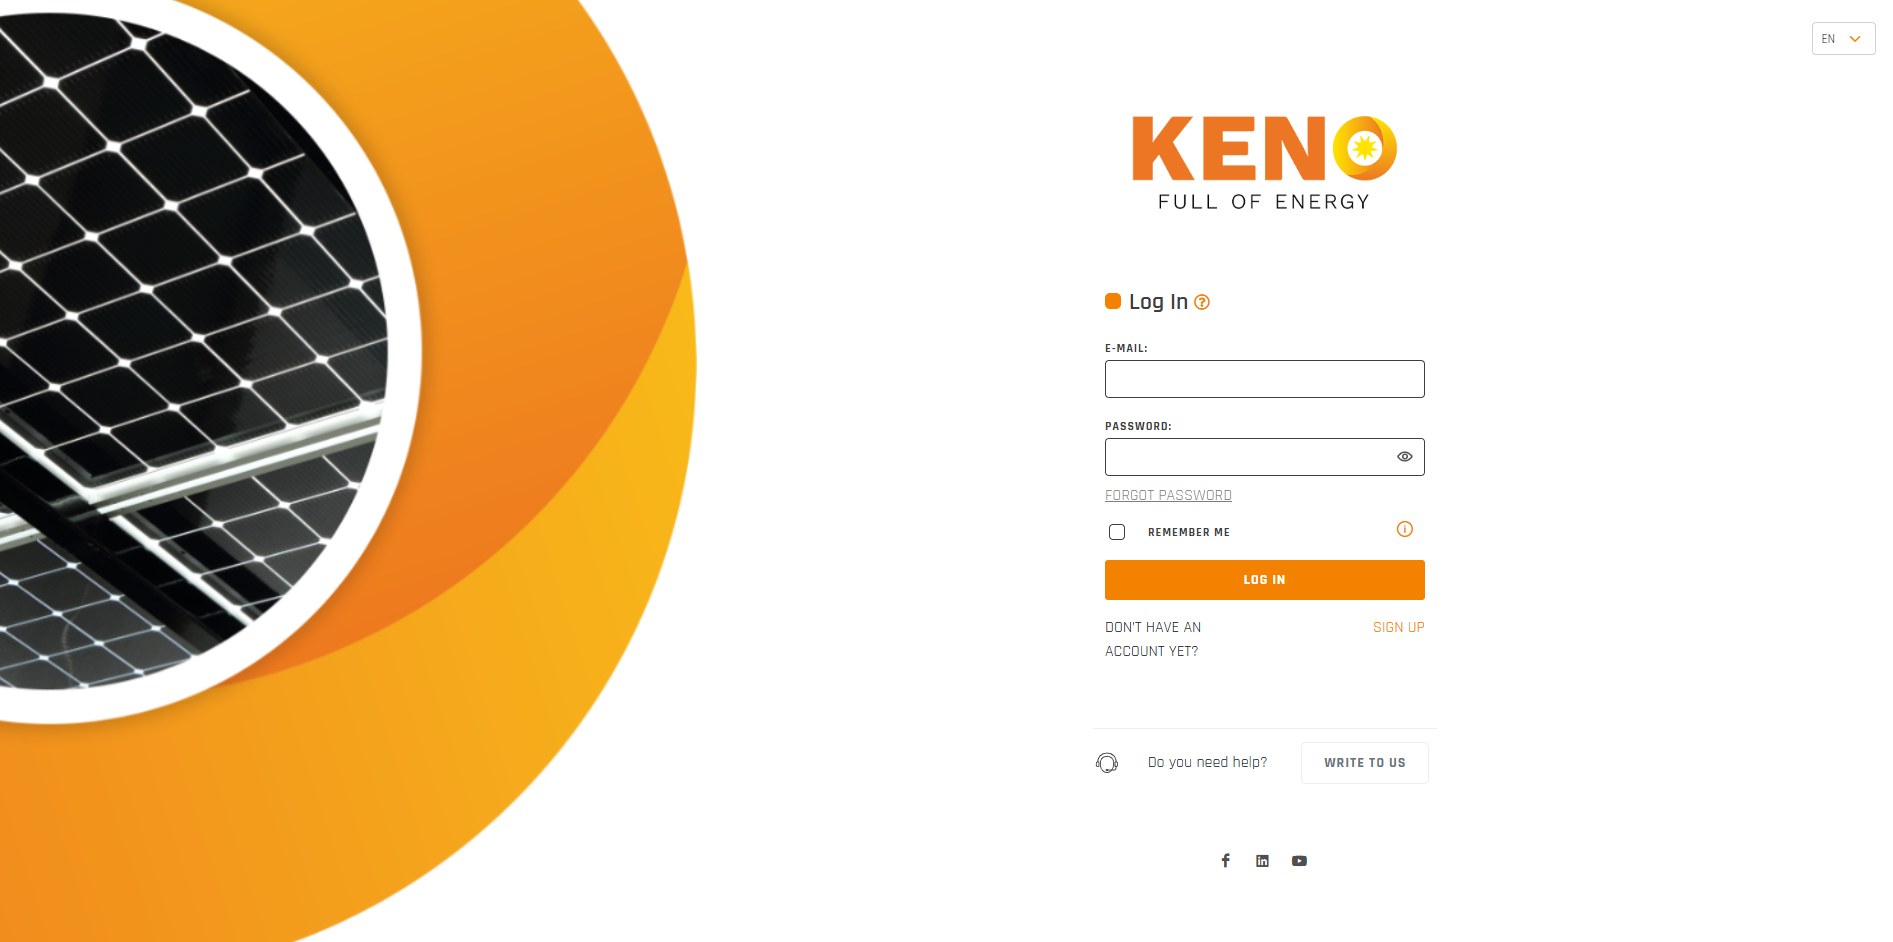 EN
KENO
FULL OF ENERGY
Log In
E-MAIL:
PASSWORD:
FORGOT PASSWORD
REMEMBER ME
LOG IN
DON'T HAVE AN
ACCOUNT YET?
SIGN UP
Do you need help?
WRITE TO US